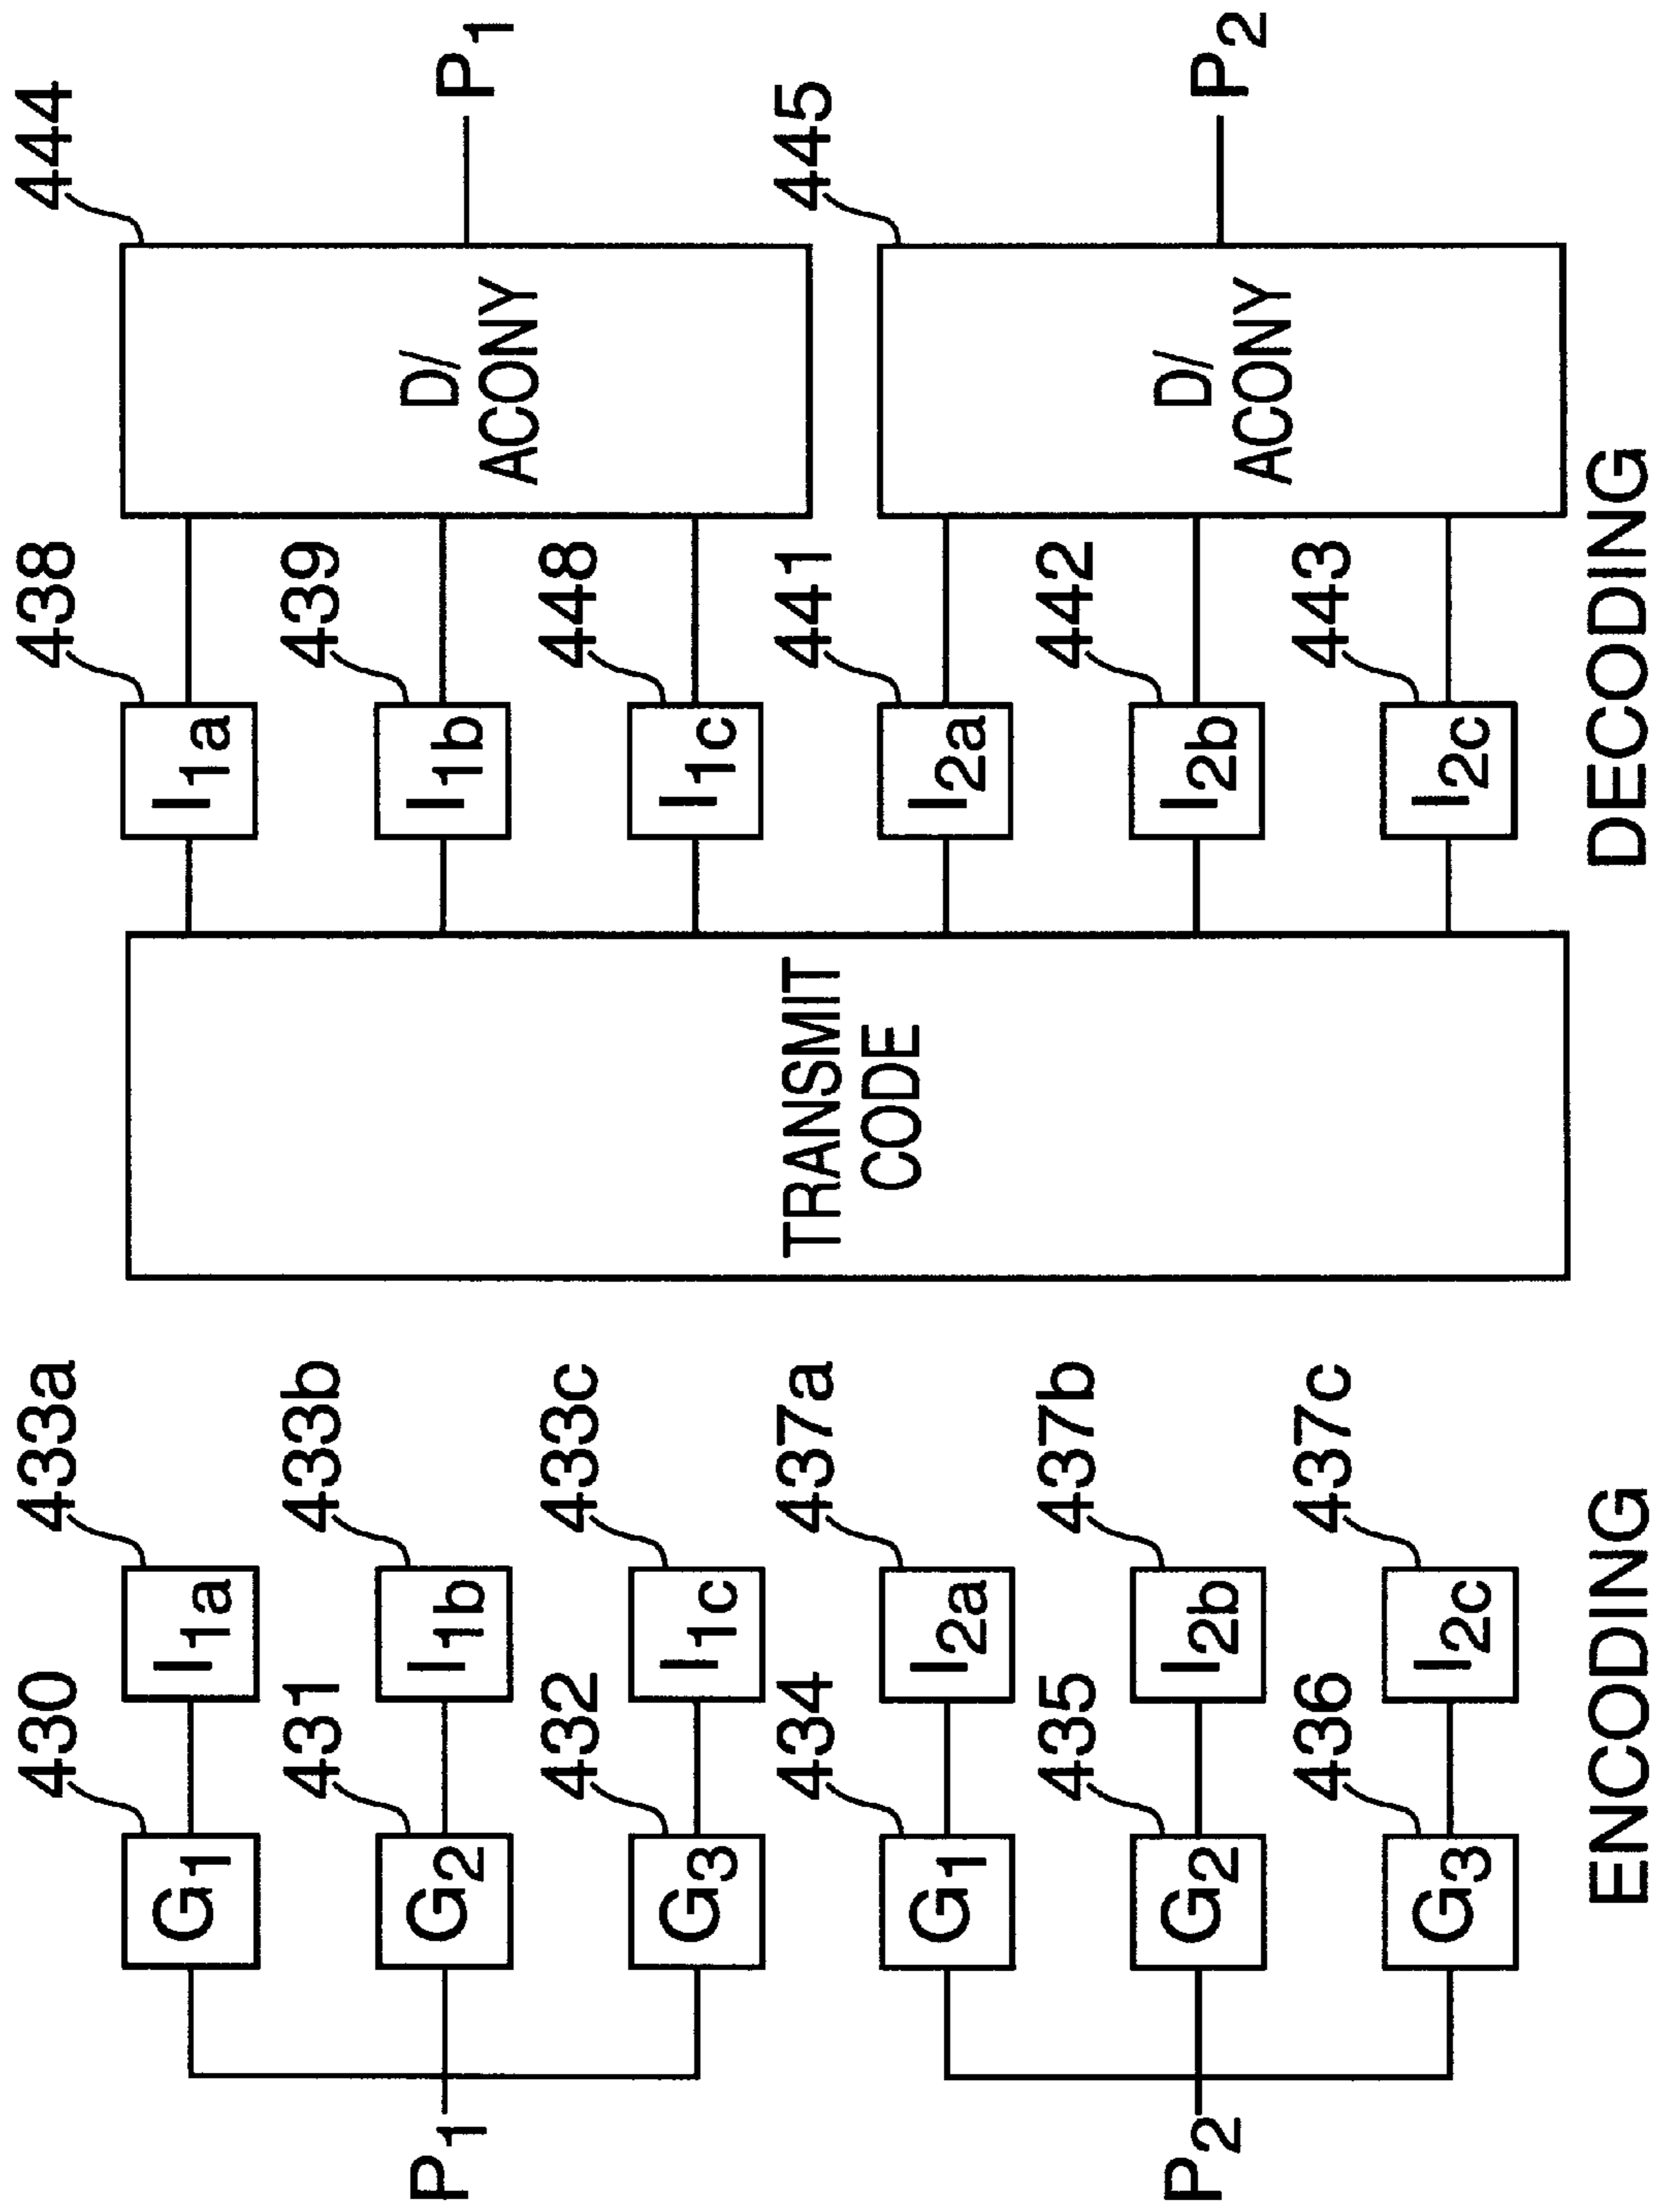 430 433a 438 444
G1 I1a I1a
431 433b 439
P1 G2 I1b I1b D/ P1
ACONY
432 433c 448
G3 I1c I1c
434 437a TRANSMIT 441 445
CODE
G1 I2a I2a
435 437b 442
P2 G2 I2b I2b D/ P2
ACONY
436 437c 443
G3 I2c I2c
ENCODING DECODING